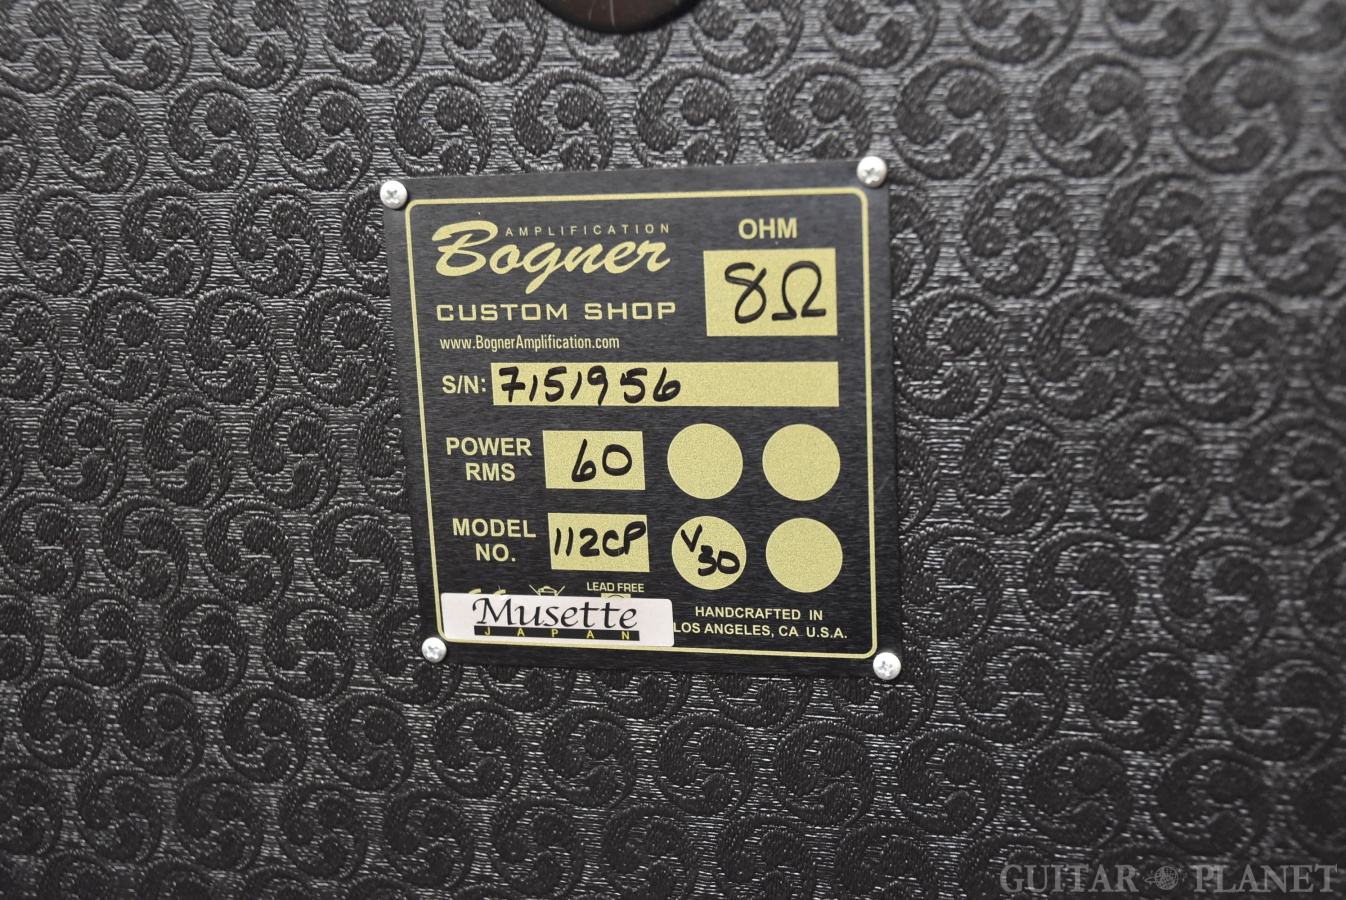 AMPLIFICATION
Bogner
CUSTOM SHOP
www.BognerAmplification.com
OHM
8Ω
S/N: 7151956
POWER
RMS
60
MODEL
NO.
112CP
V30
LEAD FREE
Musette
JAPAN
HANDCRAFTED IN
LOS ANGELES, CA U.S.A.
GUITAR PLANET